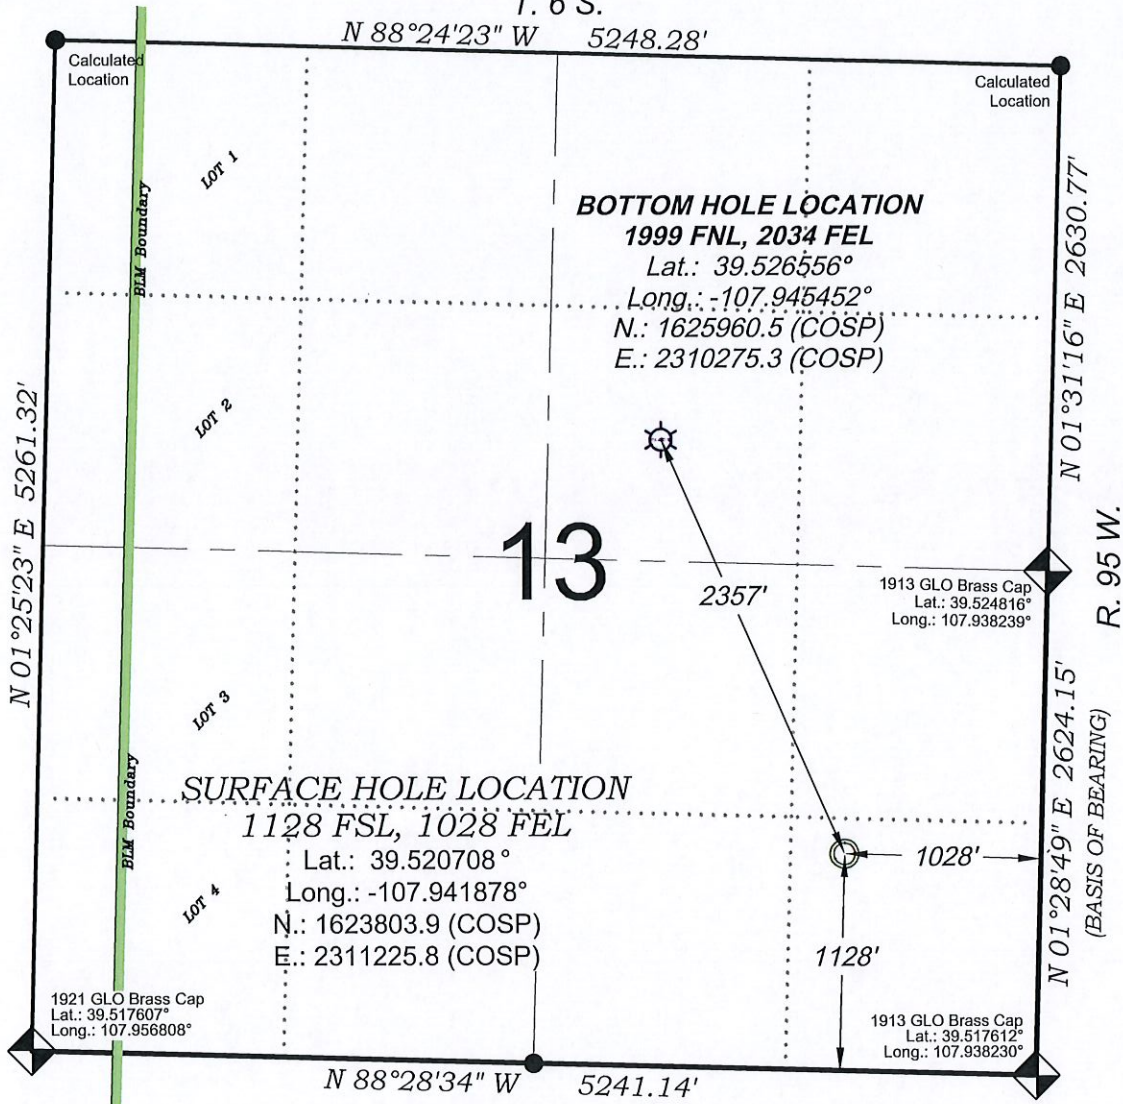 T. 6 S.
N 88°24'23" W 5248.28'
Calculated
Location
Calculated
Location
LOT 1
BLM Boundary
BOTTOM HOLE LOCATION
1999 FNL, 2034 FEL
Lat.: 39.526556°
Long.: -107.945452°
N.: 1625960.5 (COSP)
E.: 2310275.3 (COSP)
N 01°31'16" E 2630.77'
LOT 2
N 01°25'23" E 5261.32'
13
2357'
1913 GLO Brass Cap
Lat.: 39.524816°
Long.: 107.938239°
R. 95 W.
LOT 3
BLM Boundary
SURFACE HOLE LOCATION
1128 FSL, 1028 FEL
Lat.: 39.520708°
Long.: -107.941878°
N.: 1623803.9 (COSP)
E.: 2311225.8 (COSP)
LOT 4
1028'
1128'
N 01°28'49" E 2624.15'
(BASIS OF BEARING)
1921 GLO Brass Cap
Lat.: 39.517607°
Long.: 107.956808°
1913 GLO Brass Cap
Lat.: 39.517612°
Long.: 107.938230°
N 88°28'34" W 5241.14'